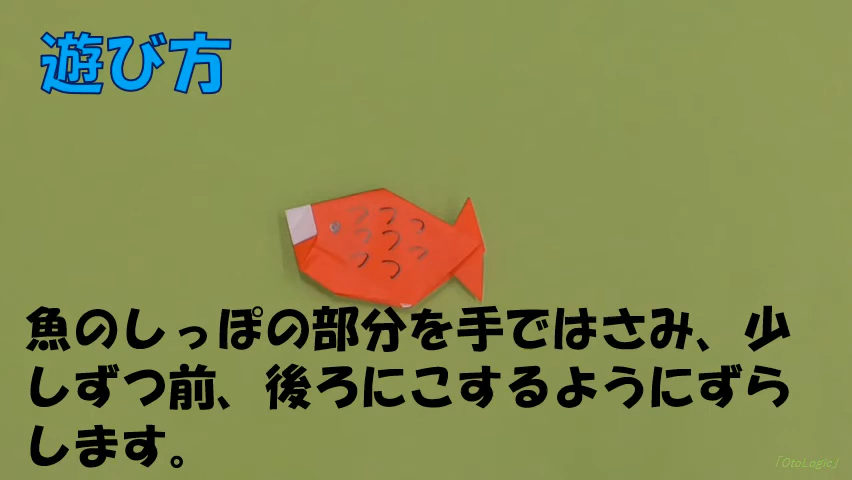 遊び方
魚のしっぽの部分を手ではさみ、少
しずつ前、後ろにこするようにずら
します。
「OtoLogic」